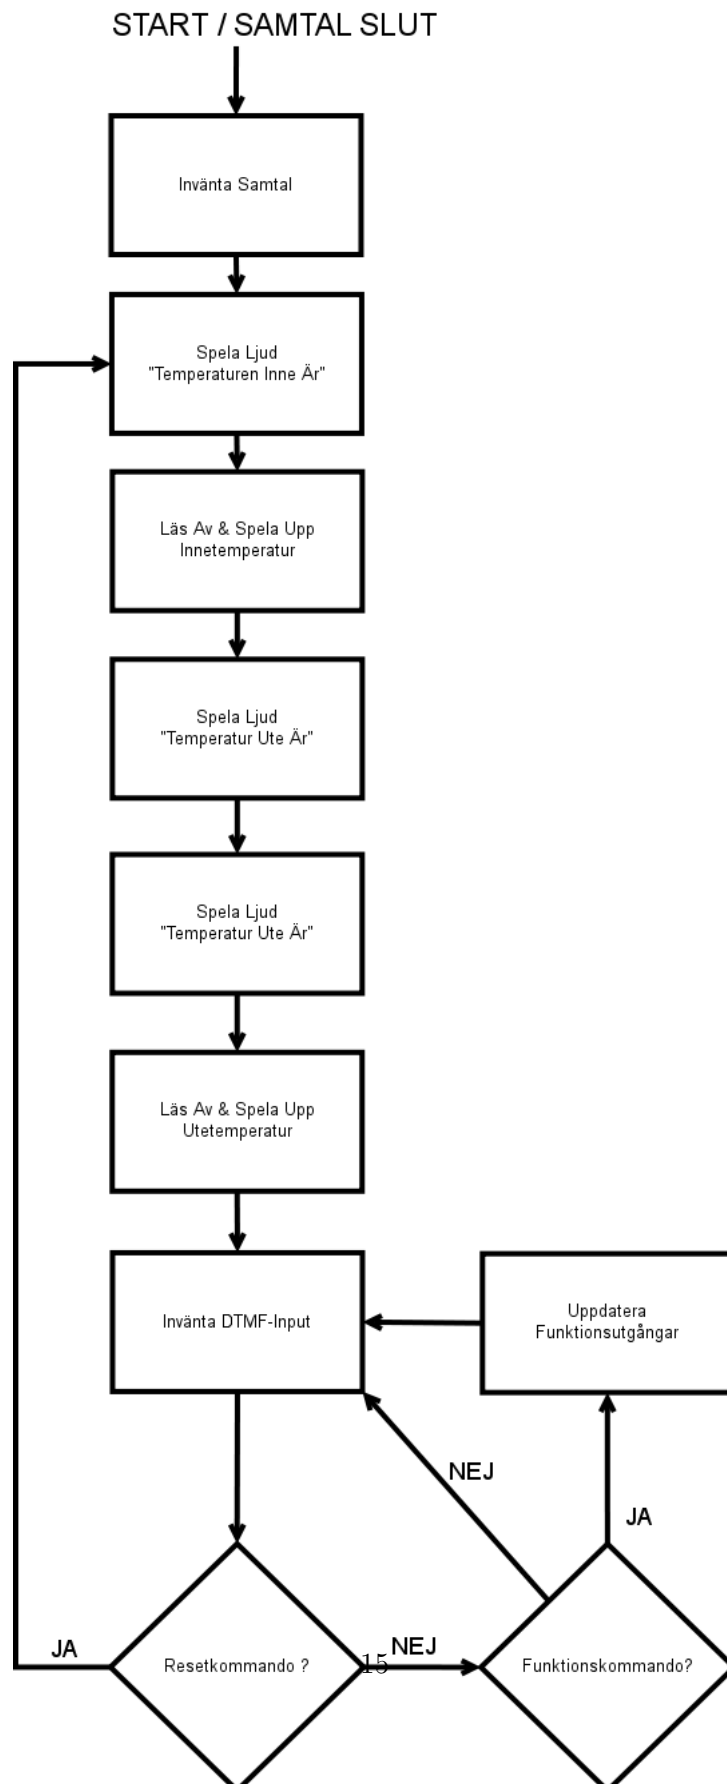 START / SAMTAL SLUT
Invänta Samtal
Spela Ljud
"Temperaturen Inne Är"
Läs Av & Spela Upp
Innetemperatur
Spela Ljud
"Temperatur Ute Är"
Spela Ljud
"Temperatur Ute Är"
Läs Av & Spela Upp
Utetemperatur
Invänta DTMF-Input
Uppdatera
Funktionsutgångar
NEJ
JA
JA
Resetkommando ?
15
NEJ
Funktionskommando?